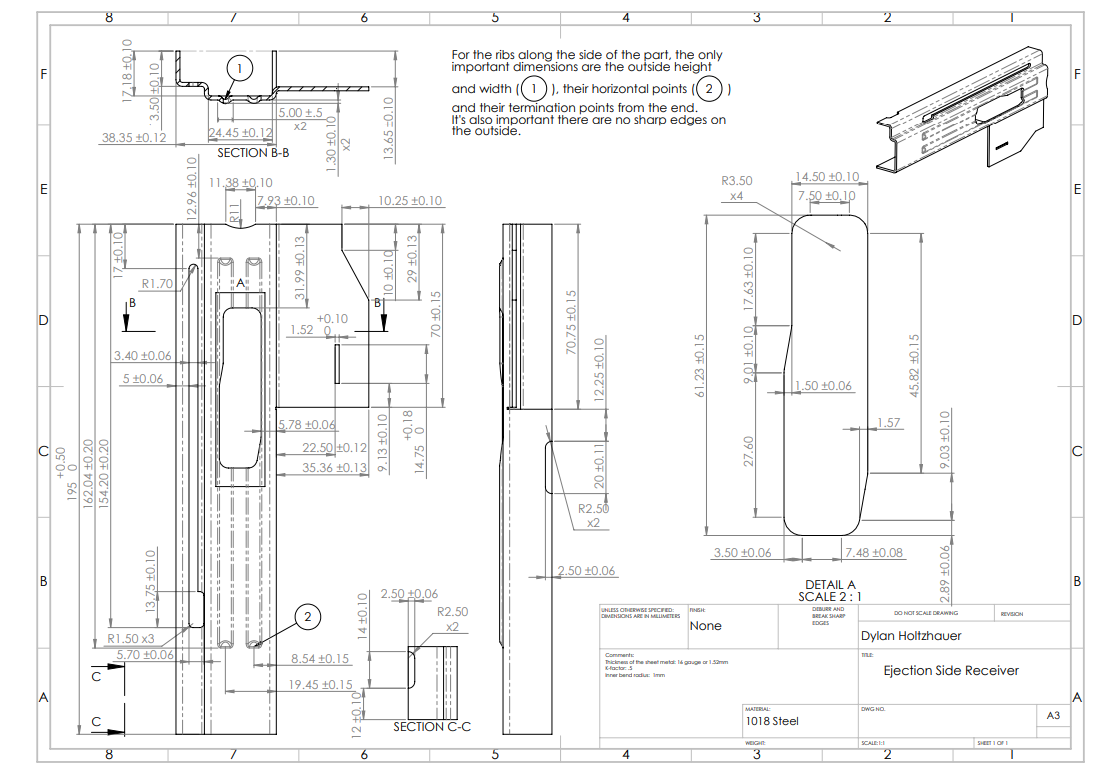 8 7 6 5 4 3 2 1
F
E
D
C
B
A
F
E
D
C
B
A
For the ribs along the side of the part, the only
important dimensions are the outside height
and width ( 1 ), their horizontal points ( 2 )
and their termination points from the end.
It's also important there are no sharp edges on
the outside.
1
17.18 ±0.10
3.50 ±0.10
38.35 ±0.12
24.45 ±0.12
5.00 ±.5
x2
1.30 ±0.10
x2
13.65 ±0.10
SECTION B-B
12.96 ±0.10
11.38 ±0.10
R11
7.93 ±0.10
10.25 ±0.10
17 ±0.10
R1.70
A
31.99 ±0.13
10 ±0.10
29 ±0.13
B
B
1.52
+0.10
0
70 ±0.15
3.40 ±0.06
5 ±0.06
5.78 ±0.06
22.50 ±0.12
35.36 ±0.13
9.13 ±0.10
14.75
+0.18
0
195
+0.50
0
162.04 ±0.20
154.20 ±0.20
13.75 ±0.10
R1.50 x3
5.70 ±0.06
2
8.54 ±0.15
19.45 ±0.15
C
C
70.75 ±0.15
12.25 ±0.10
20 ±0.11
R2.50
x2
2.50 ±0.06
2.50 ±0.06
R2.50
x2
14 ±0.10
12 ±0.10
SECTION C-C
R3.50
x4
14.50 ±0.10
7.50 ±0.10
17.63 ±0.10
61.23 ±0.15
9.01 ±0.10
1.50 ±0.06
45.82 ±0.15
1.57
27.60
9.03 ±0.10
3.50 ±0.06
7.48 ±0.08
2.89 ±0.06
DETAIL A
SCALE 2 : 1
UNLESS OTHERWISE SPECIFIED:
DIMENSIONS ARE IN MILLIMETERS
FINISH:
None
DEBURR AND
BREAK SHARP
EDGES
DO NOT SCALE DRAWING
REVISION
Dylan Holtzhauer
Comments:
Thickness of the sheet metal: 16 gauge or 1.52mm
K-factor: .5
Inner bend radius: 1mm
TITLE:
Ejection Side Receiver
MATERIAL:
1018 Steel
DWG NO.
A3
WEIGHT:
SCALE:1:1
SHEET 1 OF 1
8 7 6 5 4 3 2 1